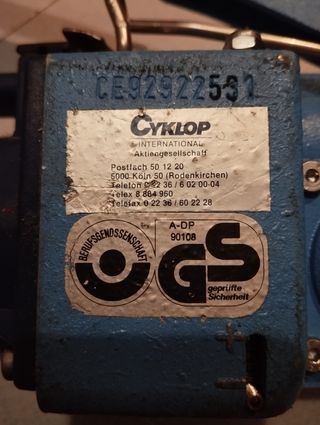 CE92922531
CYKLOP
INTERNATIONAL
Aktiengesellschaft
Postfach 50 12 20
5000 Köln 50 (Rodenkirchen)
Telefon 0 22 36 / 6 02 00-04
Telex 8 884 960
Telefax 0 22 36 / 60 22 28
BERUFSGENOSSENSCHAFT
A-DP
90108
GS
geprüfte
Sicherheit
+
-